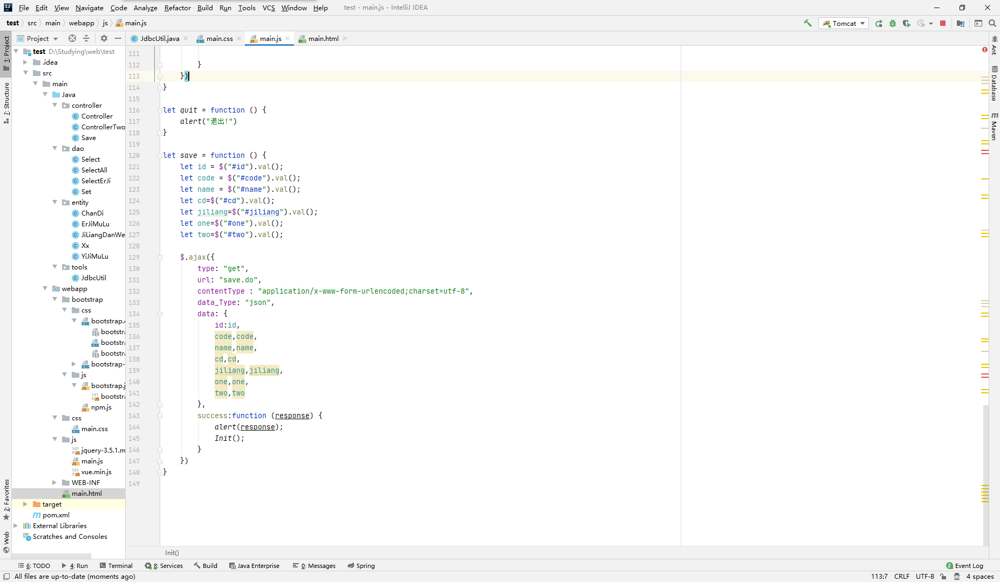 File Edit View Navigate Code Analyze Refactor Build Run Tools VCS Window Help test - main.js - IntelliJ IDEA
test src main webapp js main.js Tomcat
Project JdbcUtil.java main.css main.js main.html
1: Project
7: Structure
2: Favorites
Web
test D:\Studying\web\test
.idea
src
main
Java
controller
Controller
ControllerTwo
Save
dao
Select
SelectAll
SelectErJi
Set
entity
ChanDi
ErJiMuLu
JiLiangDanWe
Xx
YiJiMuLu
tools
JdbcUtil
webapp
bootstrap
css
bootstrap.
bootstra
bootstra
bootstra
bootstrap-
js
bootstrap.j
bootstra
npm.js
css
main.css
js
jquery-3.5.1.m
main.js
vue.min.js
WEB-INF
main.html
target
pom.xml
External Libraries
Scratches and Consoles
111
112 }
113 })
114 }
115
116 let quit = function () {
117 alert("退出!")
118 }
119
120 let save = function () {
121 let id = $("#id").val();
122 let code = $("#code").val();
123 let name = $("#name").val();
124 let cd=$("#cd").val();
125 let jiliang=$("#jiliang").val();
126 let one=$("#one").val();
127 let two=$("#two").val();
128
129 $.ajax({
130 type: "get",
131 url: "save.do",
132 contentType : "application/x-www-form-urlencoded;charset=utf-8",
133 data_Type: "json",
134 data: {
135 id:id,
136 code,code,
137 name,name,
138 cd,cd,
139 jiliang,jiliang,
140 one,one,
141 two,two
142 },
143 success:function (response) {
144 alert(response);
145 Init();
146 }
147 })
148 }
149
Init()
Ant
Database
m Maven
6: TODO 4: Run Terminal 8: Services Build Java Enterprise 0: Messages Spring 2 Event Log
All files are up-to-date (moments ago) 113:7 CRLF UTF-8 4 spaces